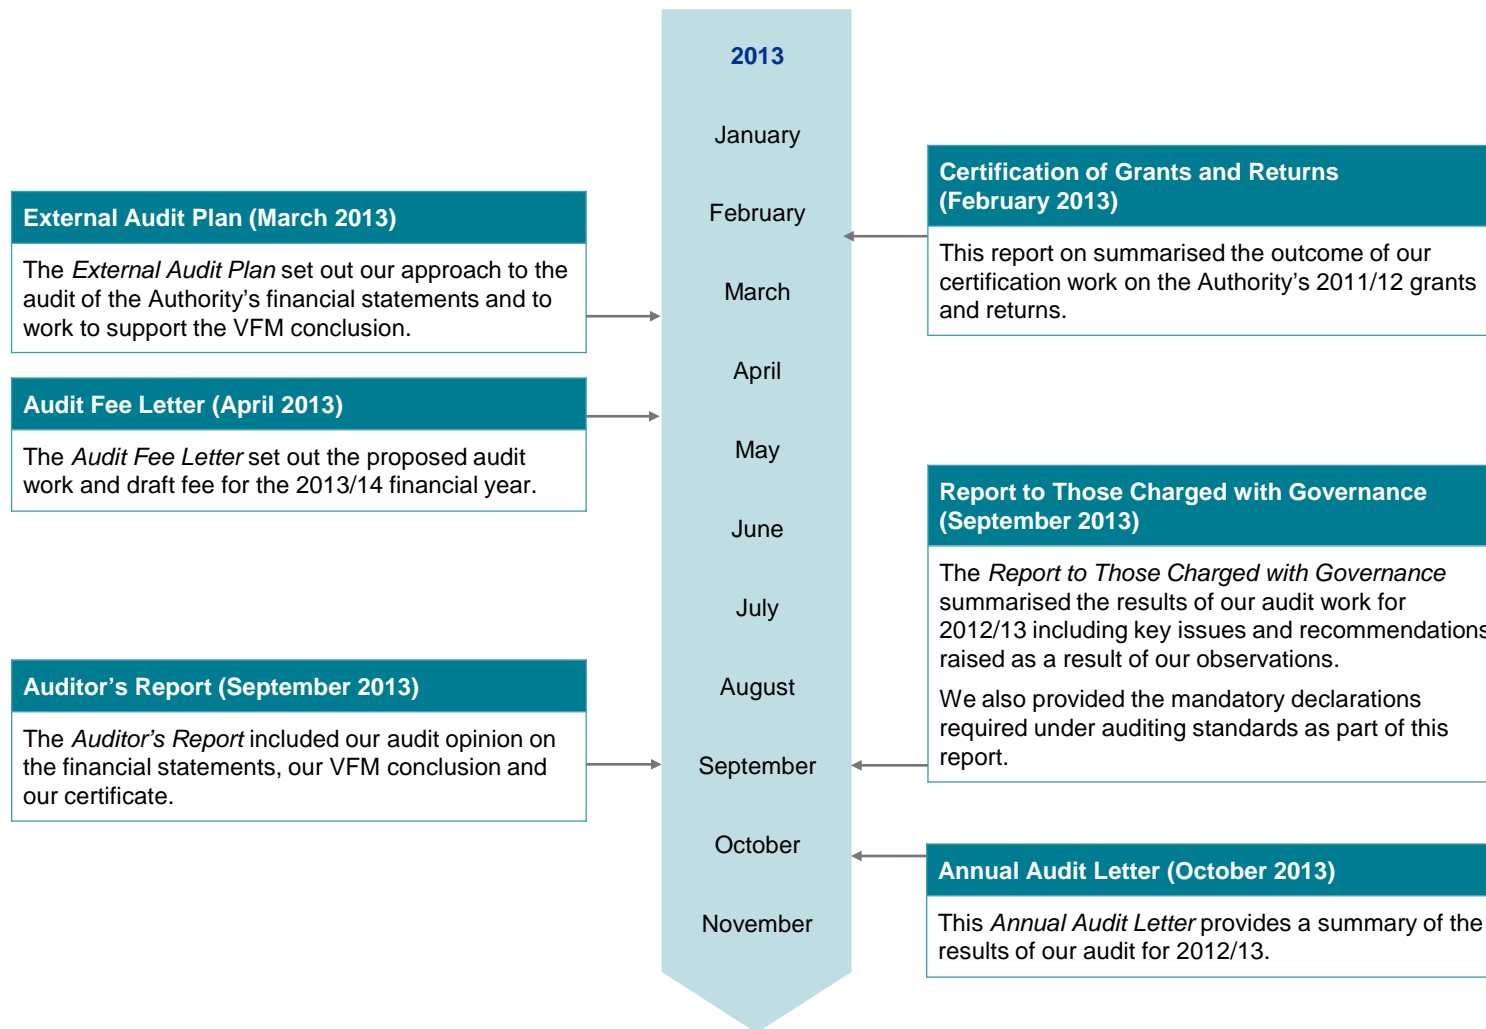 2013
January
February
March
April
May
June
July
August
September
October
November
External Audit Plan (March 2013)
The External Audit Plan set out our approach to the
audit of the Authority’s financial statements and to
work to support the VFM conclusion.
Audit Fee Letter (April 2013)
The Audit Fee Letter set out the proposed audit
work and draft fee for the 2013/14 financial year.
Auditor’s Report (September 2013)
The Auditor’s Report included our audit opinion on
the financial statements, our VFM conclusion and
our certificate.
Certification of Grants and Returns
(February 2013)
This report on summarised the outcome of our
certification work on the Authority’s 2011/12 grants
and returns.
Report to Those Charged with Governance
(September 2013)
The Report to Those Charged with Governance
summarised the results of our audit work for
2012/13 including key issues and recommendations
raised as a result of our observations.
We also provided the mandatory declarations
required under auditing standards as part of this
report.
Annual Audit Letter (October 2013)
This Annual Audit Letter provides a summary of the
results of our audit for 2012/13.